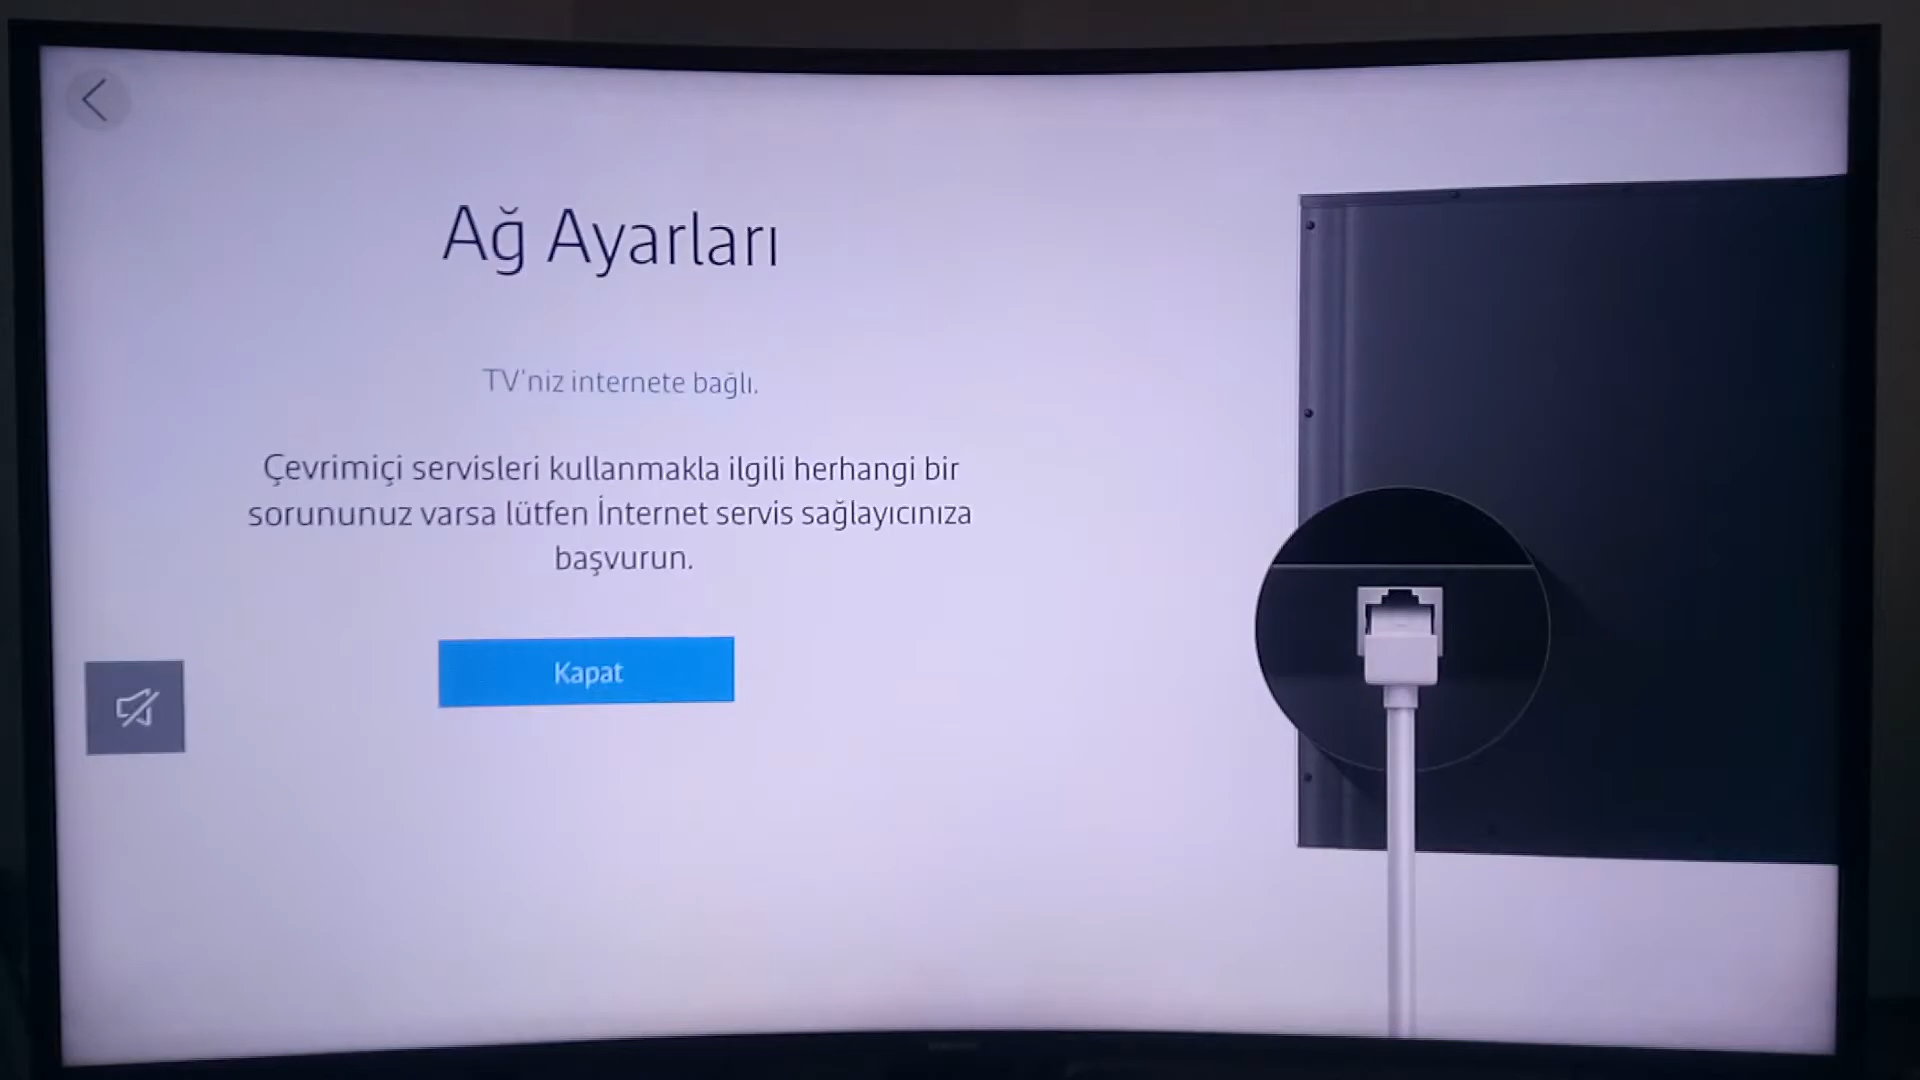 Ağ Ayarları
TV'niz internete bağlı.
Çevrimiçi servisleri kullanmakla ilgili herhangi bir
sorununuz varsa lütfen İnternet servis sağlayıcınıza
başvurun.
Kapat